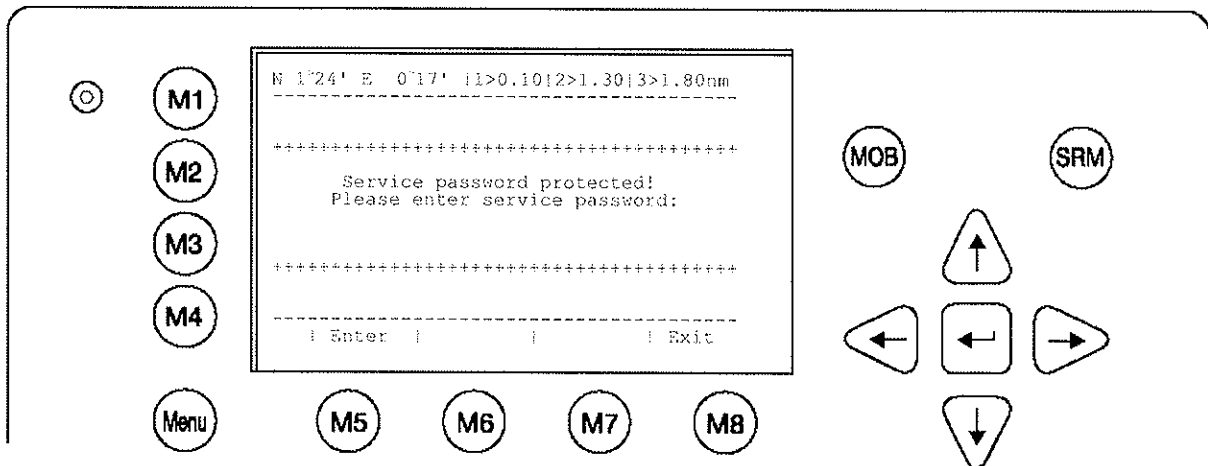 M1
M2
M3
M4
Menu
N 1°24' E 0°17' |1>0.10|2>1.30|3>1.80nm
----------------------------------------
++++++++++++++++++++++++++++++++++++++++
Service password protected!
Please enter service password:
++++++++++++++++++++++++++++++++++++++++
----------------------------------------
| Enter | | | Exit
M5 M6 M7 M8
MOB SRM
↑
← ↵ →
↓